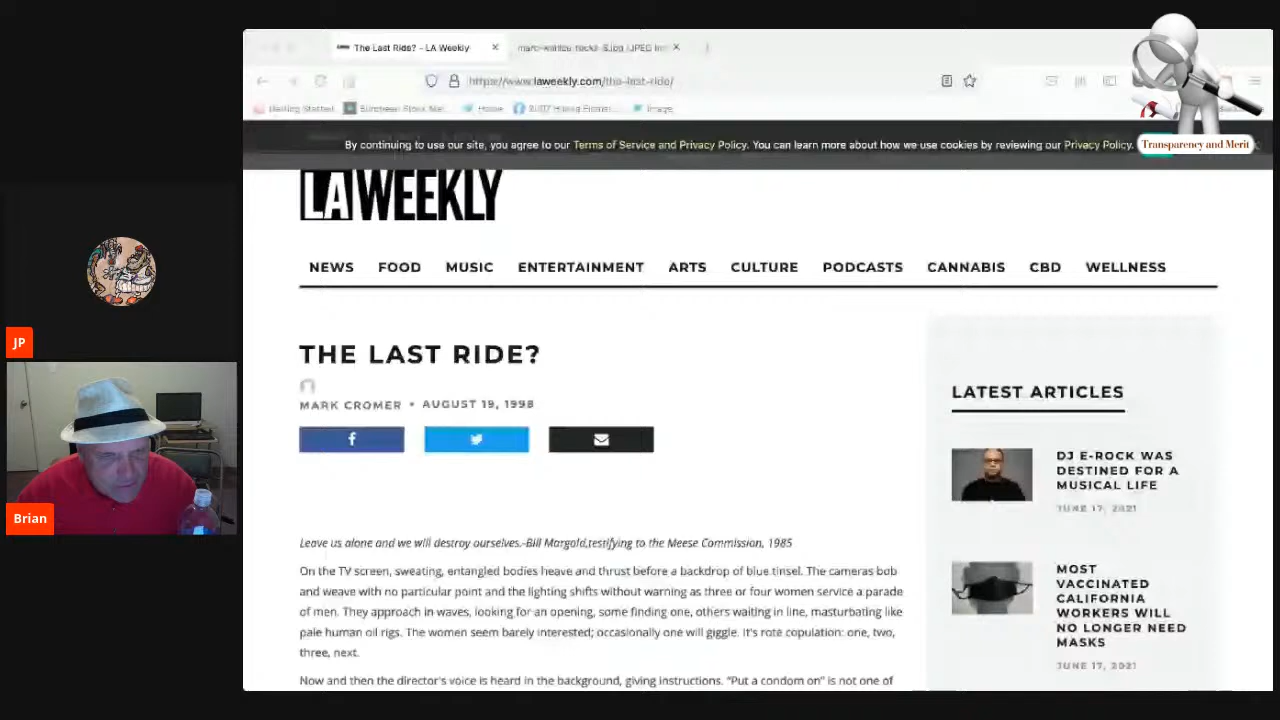 The Last Ride? - LA Weekly
https://www.laweekly.com/the-last-ride/
Getting Started
Home
Image
By continuing to use our site, you agree to our Terms of Service and Privacy Policy. You can learn more about how we use cookies by reviewing our Privacy Policy.
Transparency and Merit
LA WEEKLY
NEWS FOOD MUSIC ENTERTAINMENT ARTS CULTURE PODCASTS CANNABIS CBD WELLNESS
THE LAST RIDE?
MARK CROMER • AUGUST 19, 1998
Leave us alone and we will destroy ourselves.-Bill Margold,testifying to the Meese Commission, 1985
On the TV screen, sweating, entangled bodies heave and thrust before a backdrop of blue tinsel. The cameras bob
and weave with no particular point and the lighting shifts without warning as three or four women service a parade
of men. They approach in waves, looking for an opening, some finding one, others waiting in line, masturbating like
pale human oil rigs. The women seem barely interested; occasionally one will giggle. It's rote copulation: one, two,
three, next.
Now and then the director's voice is heard in the background, giving instructions. "Put a condom on" is not one of
LATEST ARTICLES
DJ E-ROCK WAS
DESTINED FOR A
MUSICAL LIFE
JUNE 17, 2021
MOST
VACCINATED
CALIFORNIA
WORKERS WILL
NO LONGER NEED
MASKS
JUNE 17, 2021
JP
Brian